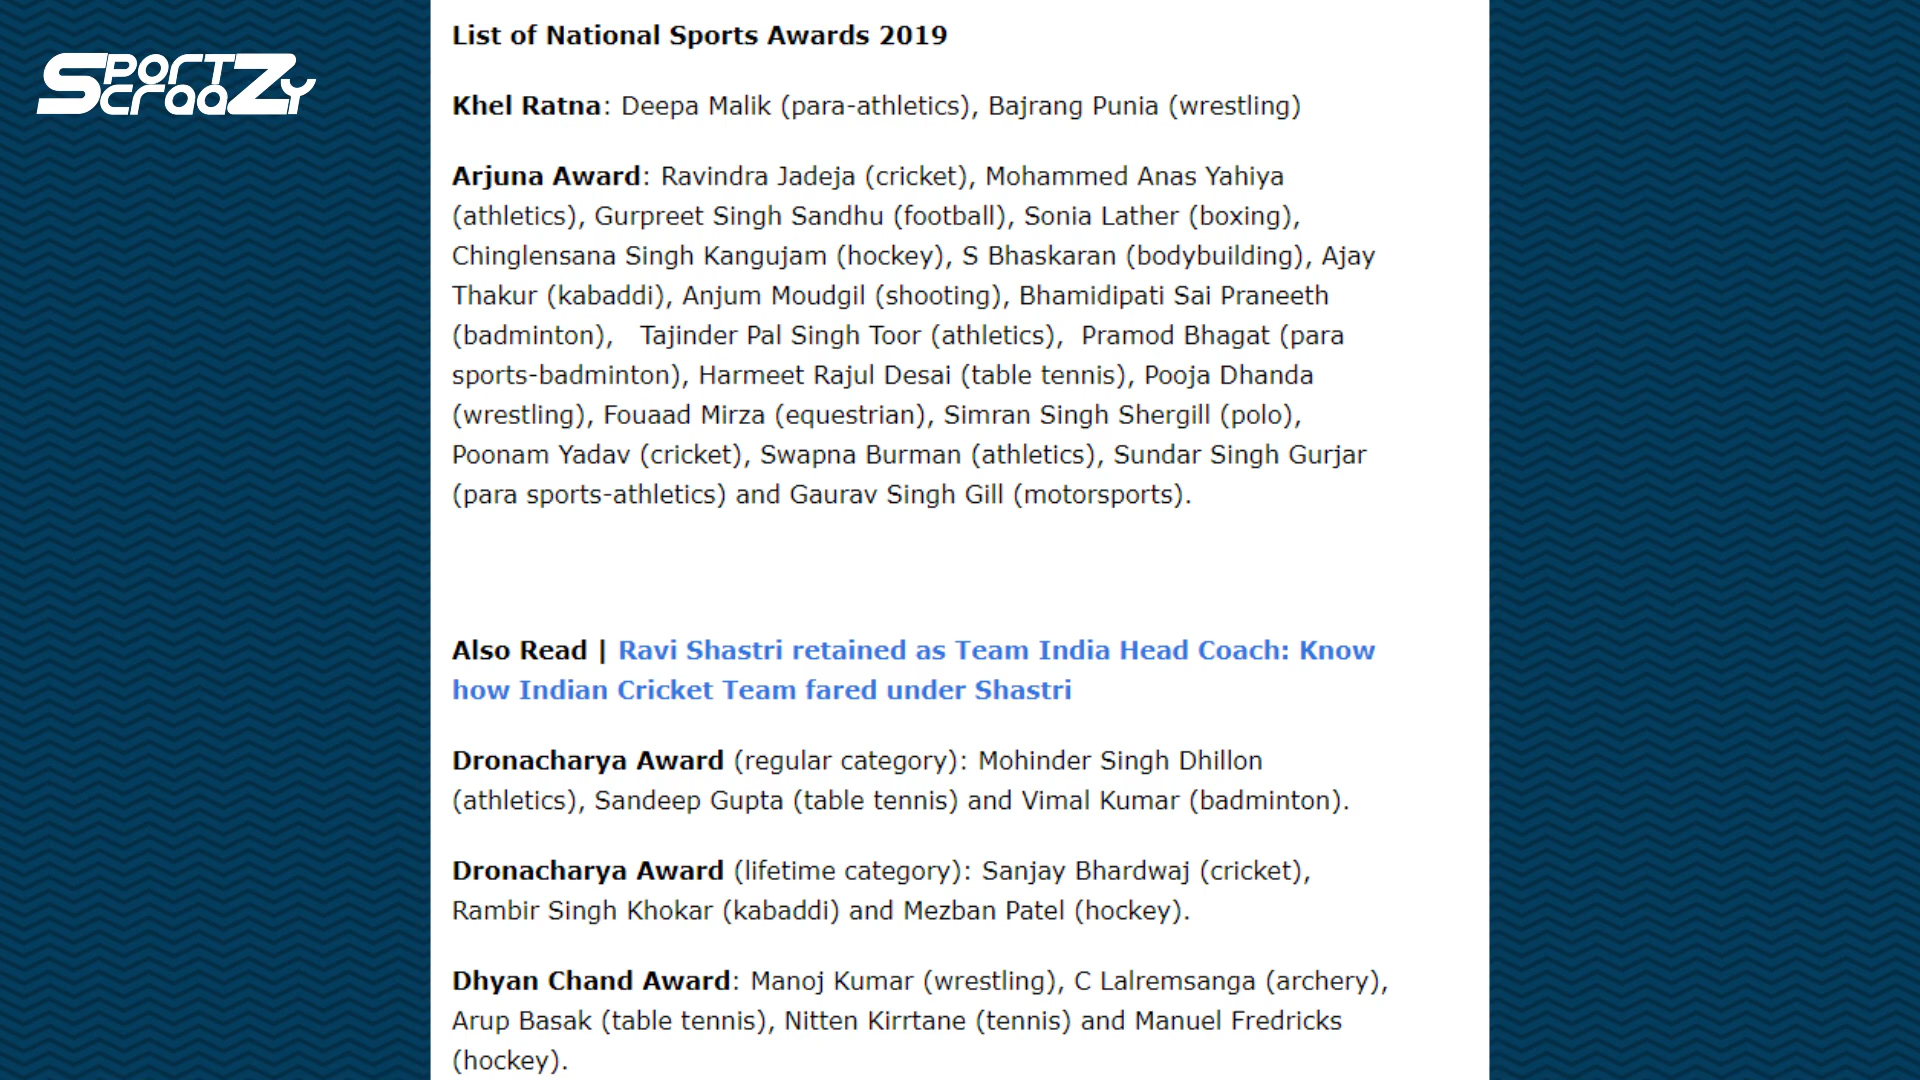 SPORTZY SCRAAZY
List of National Sports Awards 2019
Khel Ratna: Deepa Malik (para-athletics), Bajrang Punia (wrestling)
Arjuna Award: Ravindra Jadeja (cricket), Mohammed Anas Yahiya
(athletics), Gurpreet Singh Sandhu (football), Sonia Lather (boxing),
Chinglensana Singh Kangujam (hockey), S Bhaskaran (bodybuilding), Ajay
Thakur (kabaddi), Anjum Moudgil (shooting), Bhamidipati Sai Praneeth
(badminton), Tajinder Pal Singh Toor (athletics), Pramod Bhagat (para
sports-badminton), Harmeet Rajul Desai (table tennis), Pooja Dhanda
(wrestling), Fouaad Mirza (equestrian), Simran Singh Shergill (polo),
Poonam Yadav (cricket), Swapna Burman (athletics), Sundar Singh Gurjar
(para sports-athletics) and Gaurav Singh Gill (motorsports).
Also Read | Ravi Shastri retained as Team India Head Coach: Know
how Indian Cricket Team fared under Shastri
Dronacharya Award (regular category): Mohinder Singh Dhillon
(athletics), Sandeep Gupta (table tennis) and Vimal Kumar (badminton).
Dronacharya Award (lifetime category): Sanjay Bhardwaj (cricket),
Rambir Singh Khokar (kabaddi) and Mezban Patel (hockey).
Dhyan Chand Award: Manoj Kumar (wrestling), C Lalremsanga (archery),
Arup Basak (table tennis), Nitten Kirrtane (tennis) and Manuel Fredricks
(hockey).